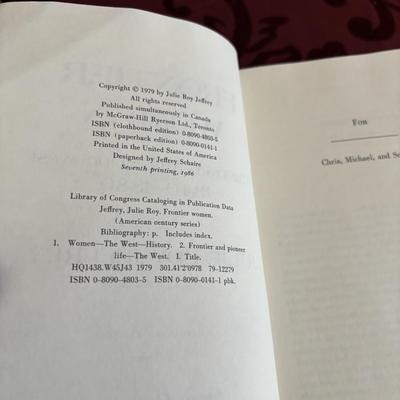 Copyright © 1979 by Julie Roy Jeffrey
All rights reserved
Published simultaneously in Canada
by McGraw-Hill Ryerson Ltd., Toronto
ISBN (clothbound edition) 0-8090-4803-5
ISBN (paperback edition) 0-8090-0141-1
Printed in the United States of America
Designed by Jeffrey Schaire
Seventh printing, 1986
Library of Congress Cataloging in Publication Data
Jeffrey, Julie Roy. Frontier women.
(American century series)
Bibliography: p. Includes index.
1. Women—The West—History. 2. Frontier and pioneer
life—The West. I. Title.
HQ1438.W45J43 1979 301.41'2'0978 79-12279
ISBN 0-8090-4803-5 ISBN 0-8090-0141-1 pbk.
For
Chris, Michael, and